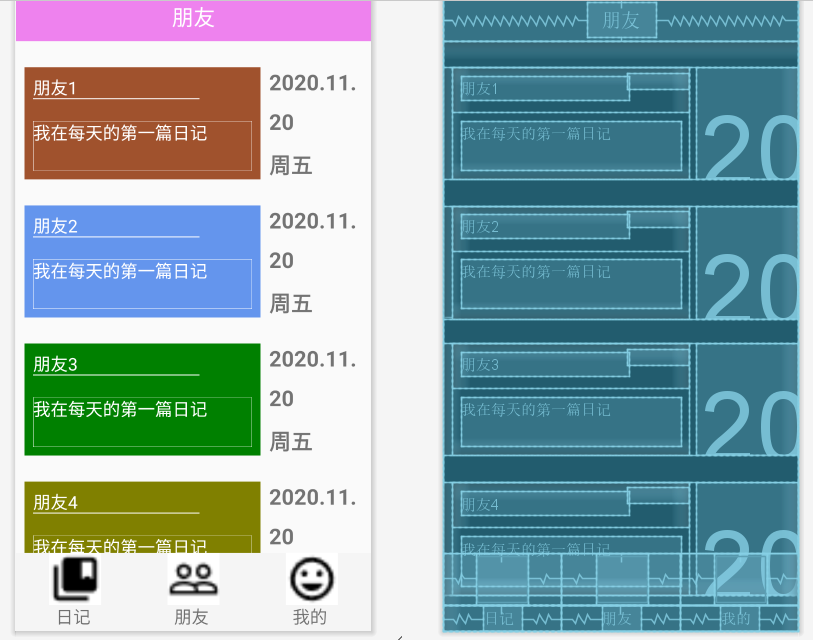 朋友
朋友1
我在每天的第一篇日记
2020.11.
20
周五
朋友2
我在每天的第一篇日记
2020.11.
20
周五
朋友3
我在每天的第一篇日记
2020.11.
20
周五
朋友4
我在每天的第一篇日记
2020.11.
20
日记
朋友
我的
朋友
朋友1
我在每天的第一篇日记
20
朋友2
我在每天的第一篇日记
20
朋友3
我在每天的第一篇日记
20
朋友4
我在每天的第一篇日记
20
日记
朋友
我的